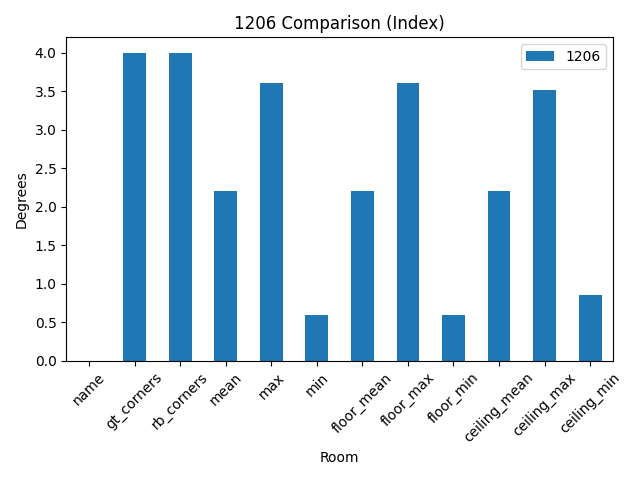 1206 Comparison (Index)
1206
4.0
3.5
3.0
2.5
2.0
1.5
1.0
0.5
0.0
Degrees
name
gt_corners
rb_corners
mean
max
min
floor_mean
floor_max
floor_min
ceiling_mean
ceiling_max
ceiling_min
Room